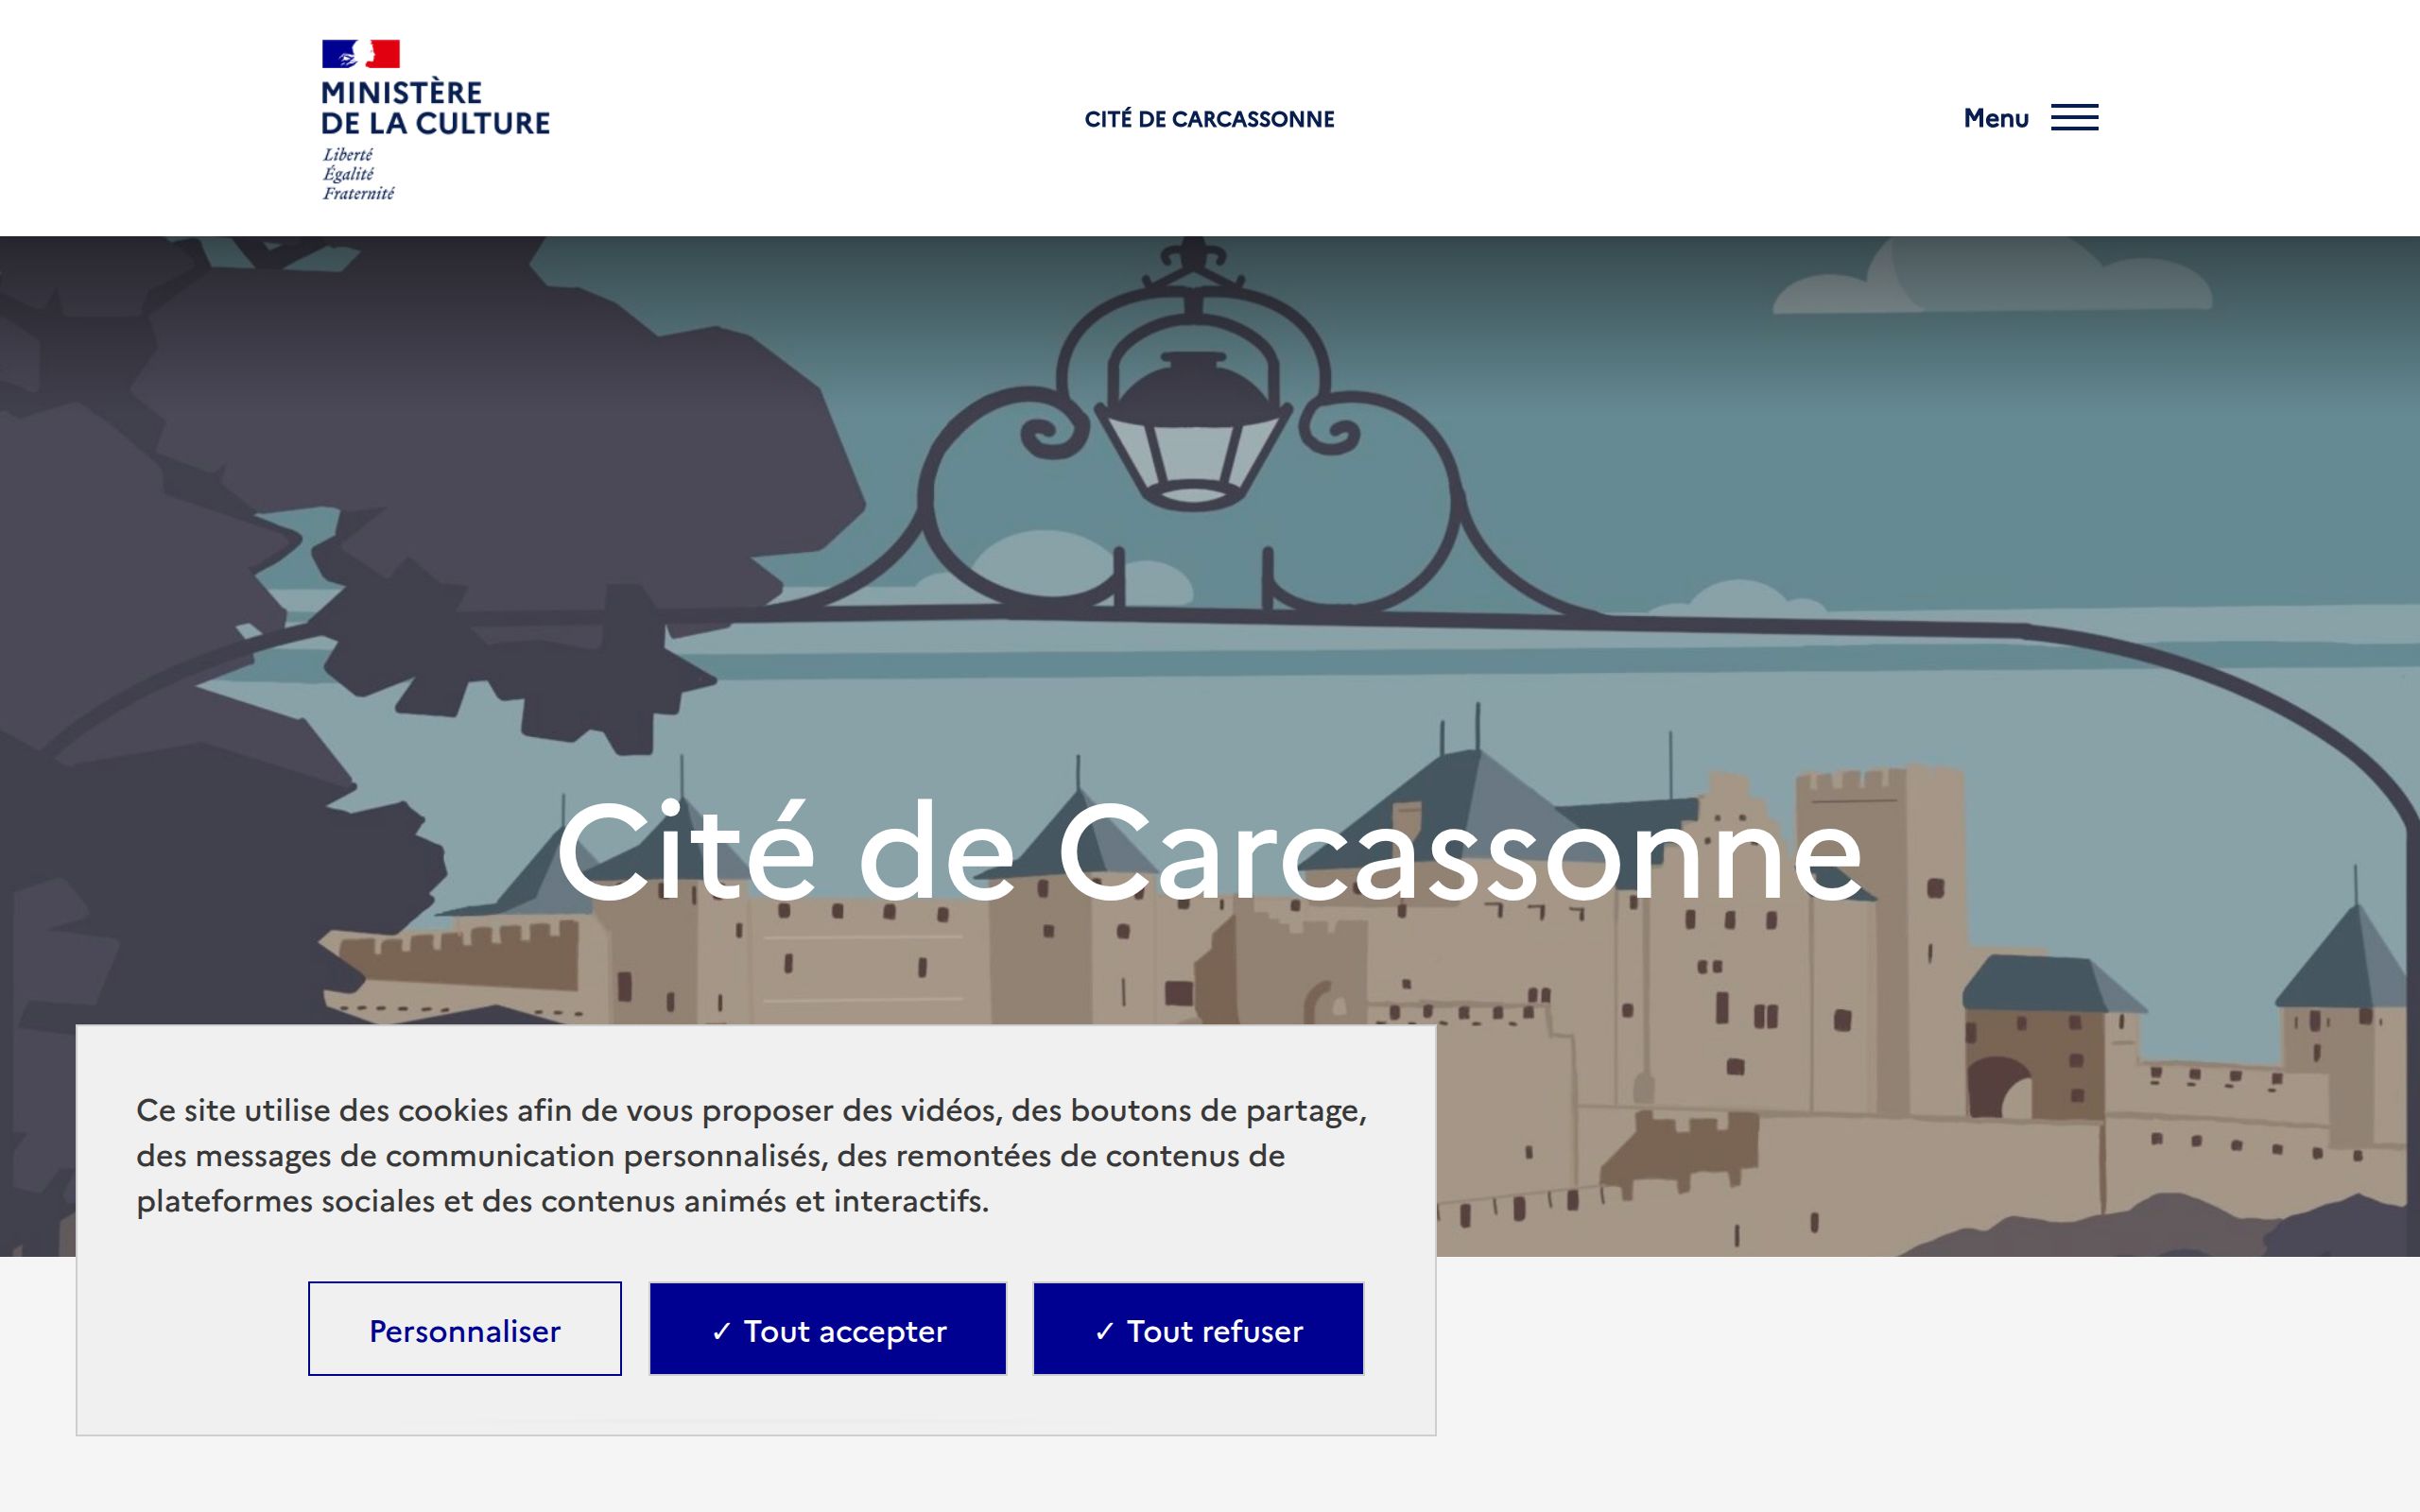 MINISTÈRE
DE LA CULTURE
Liberté
Égalité
Fraternité
CITÉ DE CARCASSONNE
Menu
Cité de Carcassonne
Ce site utilise des cookies afin de vous proposer des vidéos, des boutons de partage,
des messages de communication personnalisés, des remontées de contenus de
plateformes sociales et des contenus animés et interactifs.
Personnaliser
✓ Tout accepter
✓ Tout refuser